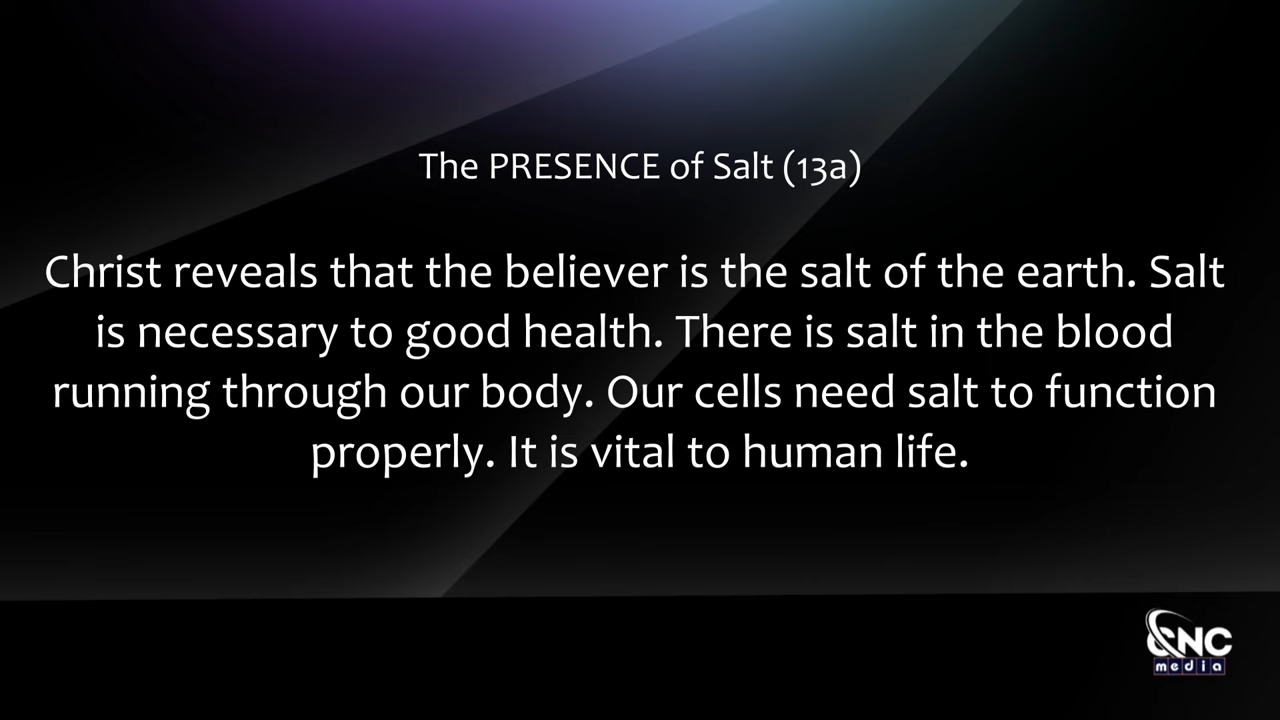 The PRESENCE of Salt (13a)
Christ reveals that the believer is the salt of the earth. Salt
is necessary to good health. There is salt in the blood
running through our body. Our cells need salt to function
properly. It is vital to human life.
CNC
media